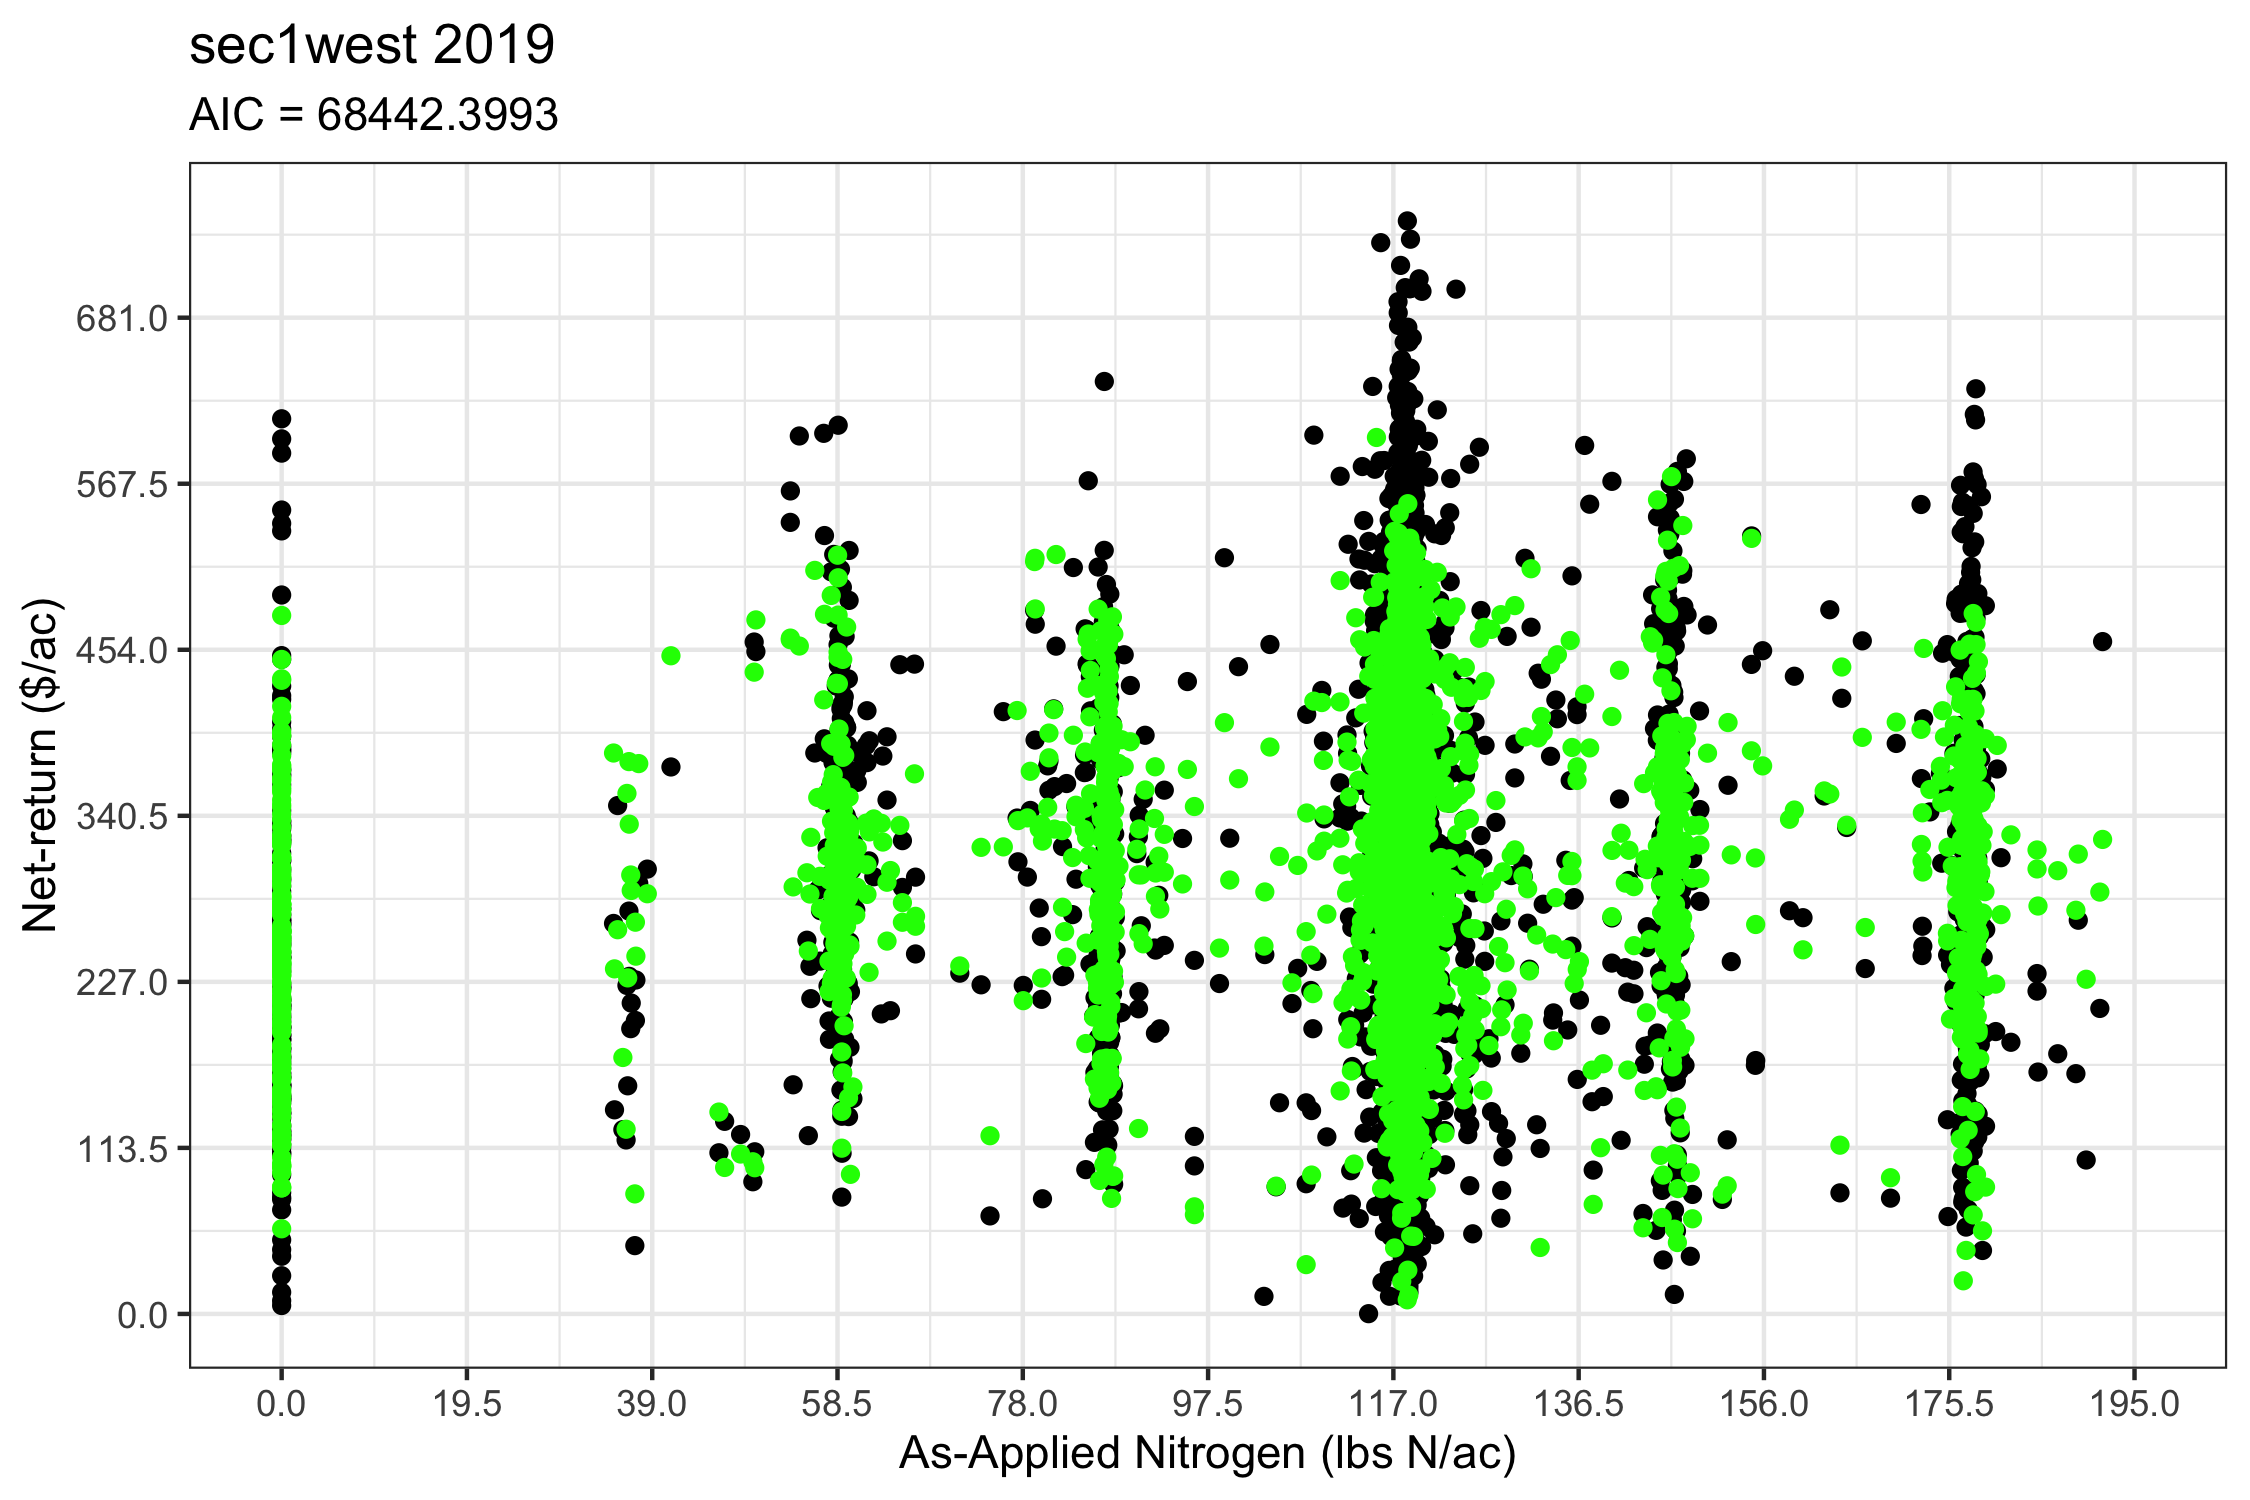 sec1west 2019
AIC = 68442.3993
681.0
567.5
454.0
340.5
227.0
113.5
0.0
Net-return ($/ac)
0.0 19.5 39.0 58.5 78.0 97.5 117.0 136.5 156.0 175.5 195.0
As-Applied Nitrogen (lbs N/ac)